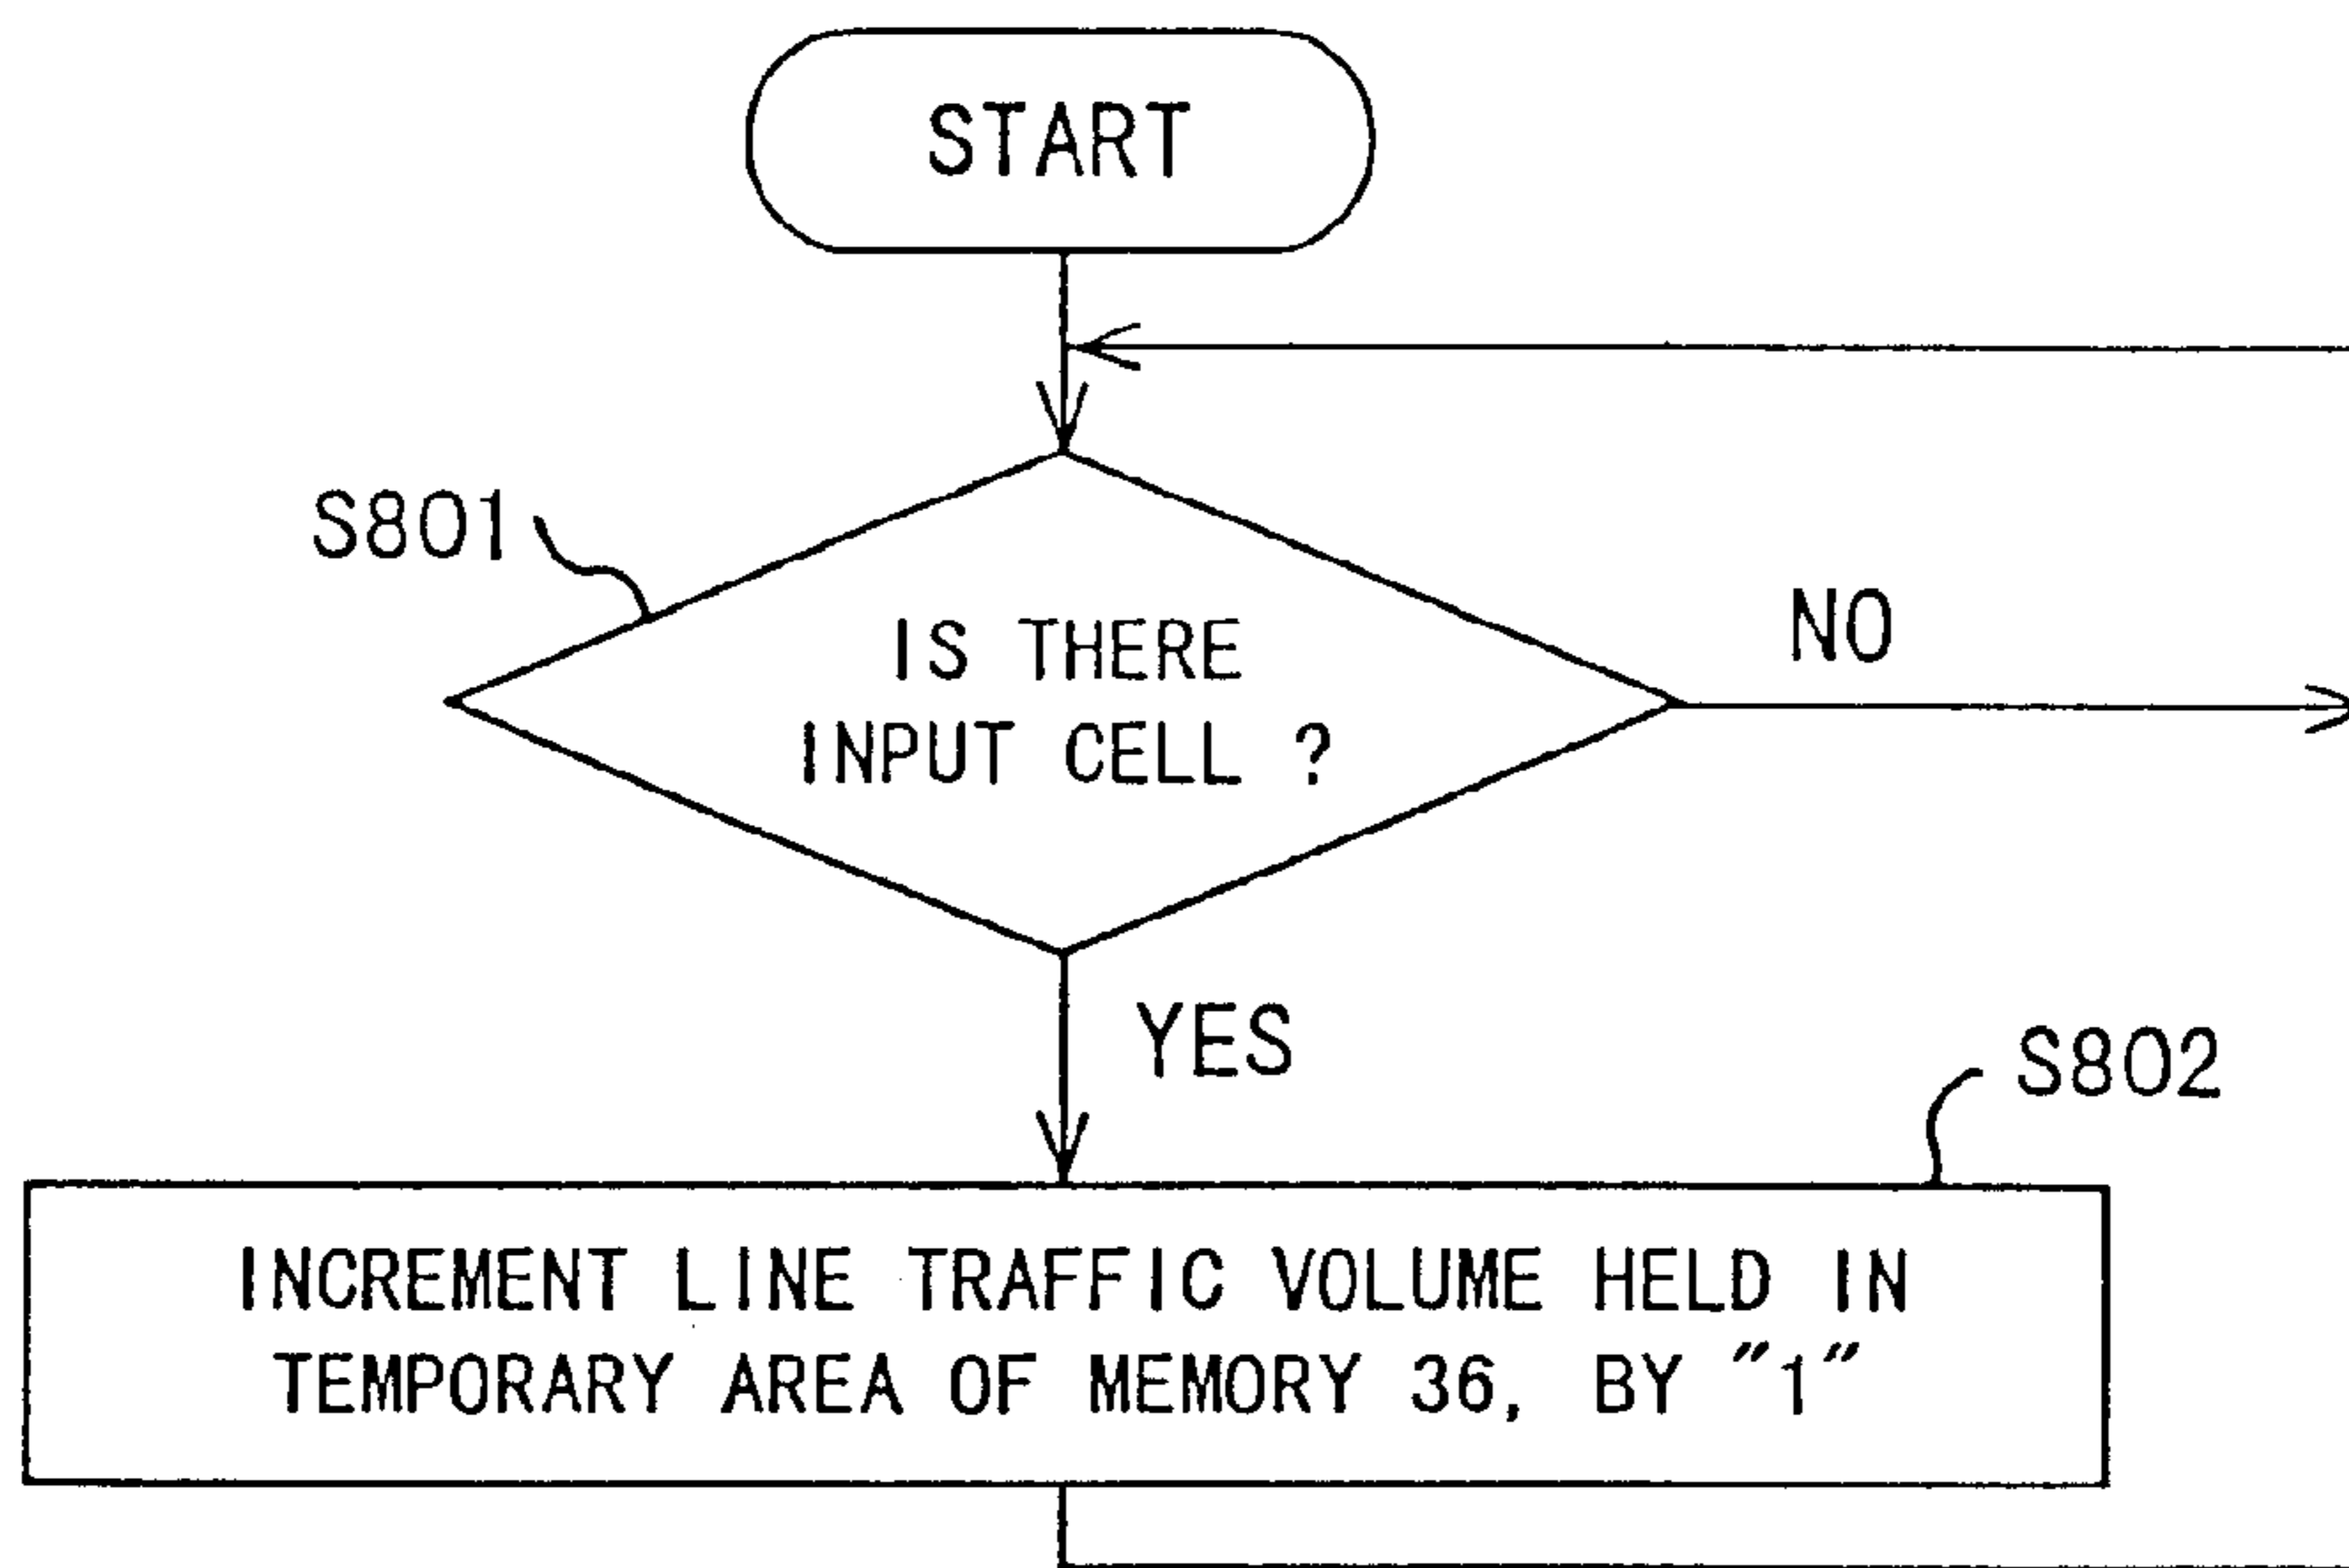 START
S801
IS THERE
INPUT CELL ?
NO
YES
S802
INCREMENT LINE TRAFFIC VOLUME HELD IN
TEMPORARY AREA OF MEMORY 36, BY "1"